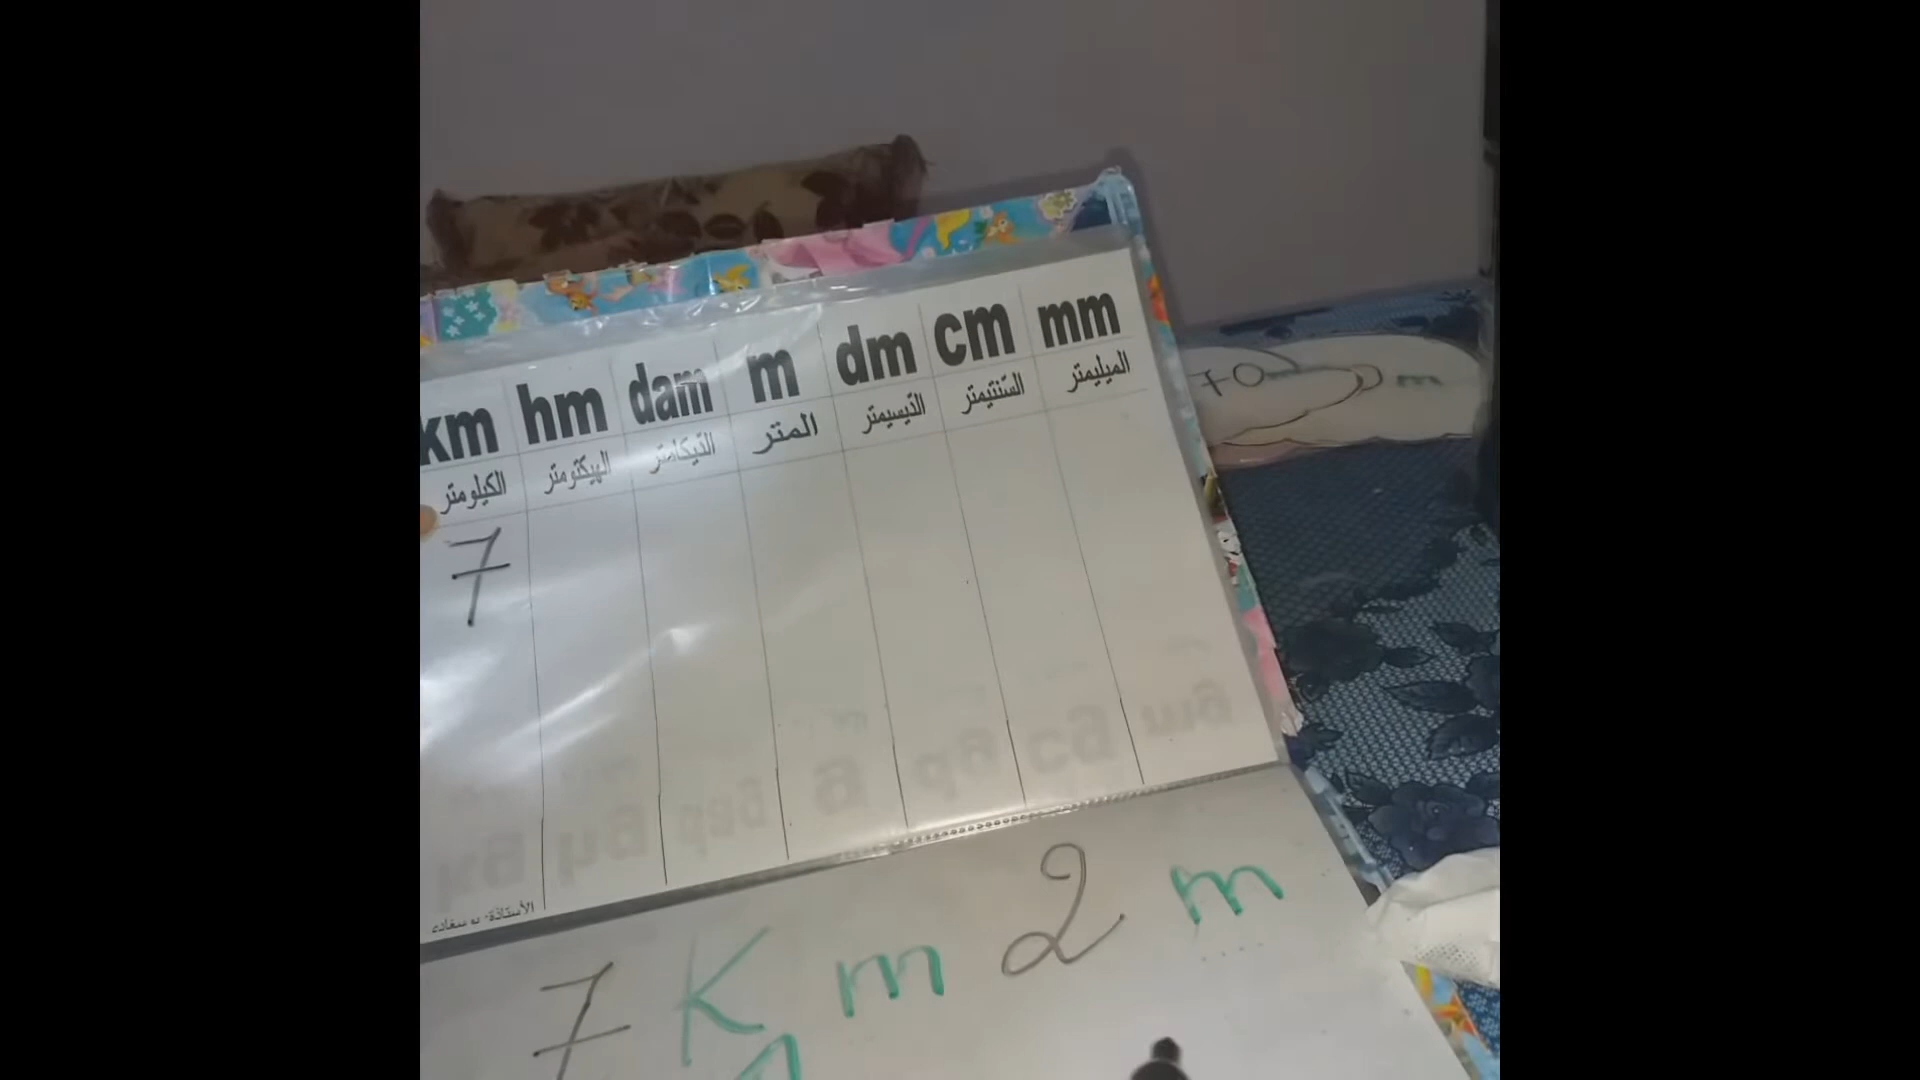 km hm dam m dm cm mm
الكيلومتر الهيكتومتر الديكامتر المتر الديسيمتر السنتيمتر الميليمتر
7
7 Km 2 m